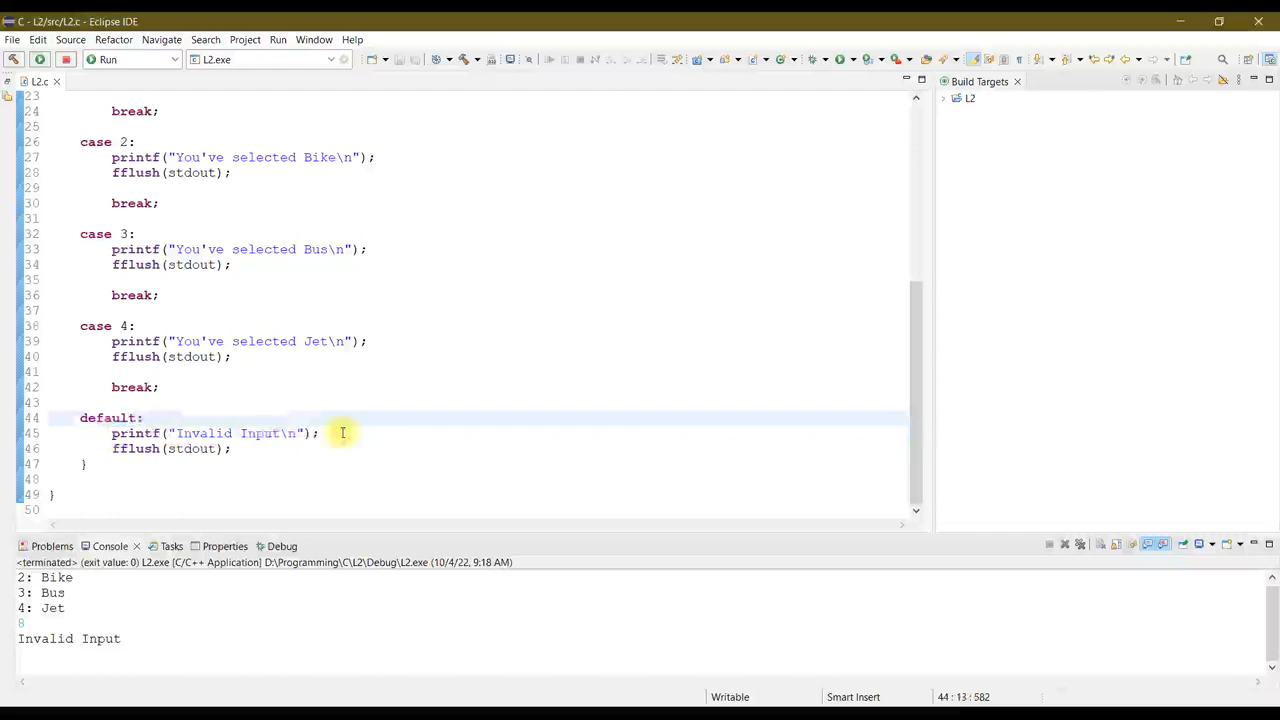 C - L2/src/L2.c - Eclipse IDE
File Edit Source Refactor Navigate Search Project Run Window Help
Run L2.exe
L2.c
Build Targets
L2
23
24 break;
25
26 case 2:
27 printf("You've selected Bike\n");
28 fflush(stdout);
29
30 break;
31
32 case 3:
33 printf("You've selected Bus\n");
34 fflush(stdout);
35
36 break;
37
38 case 4:
39 printf("You've selected Jet\n");
40 fflush(stdout);
41
42 break;
43
44 default:
45 printf("Invalid Input\n");
46 fflush(stdout);
47 }
48
49 }
50
Problems Console Tasks Properties Debug
<terminated> (exit value: 0) L2.exe [C/C++ Application] D:\Programming\C\L2\Debug\L2.exe (10/4/22, 9:18 AM)
2: Bike
3: Bus
4: Jet
8
Invalid Input
Writable Smart Insert 44 : 13 : 582